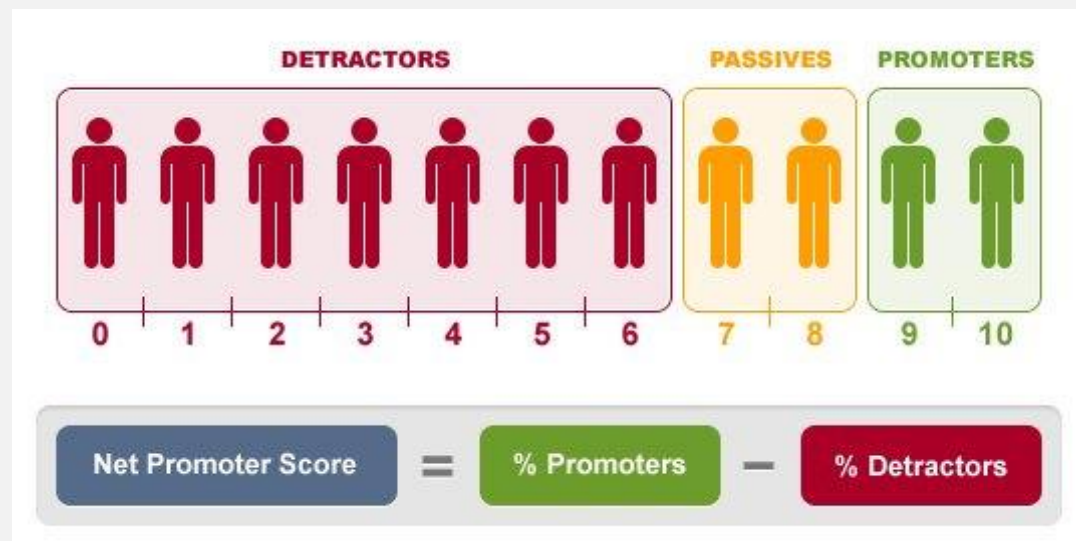 DETRACTORS PASSIVES PROMOTERS
0 1 2 3 4 5 6 7 8 9 10
Net Promoter Score = % Promoters – % Detractors